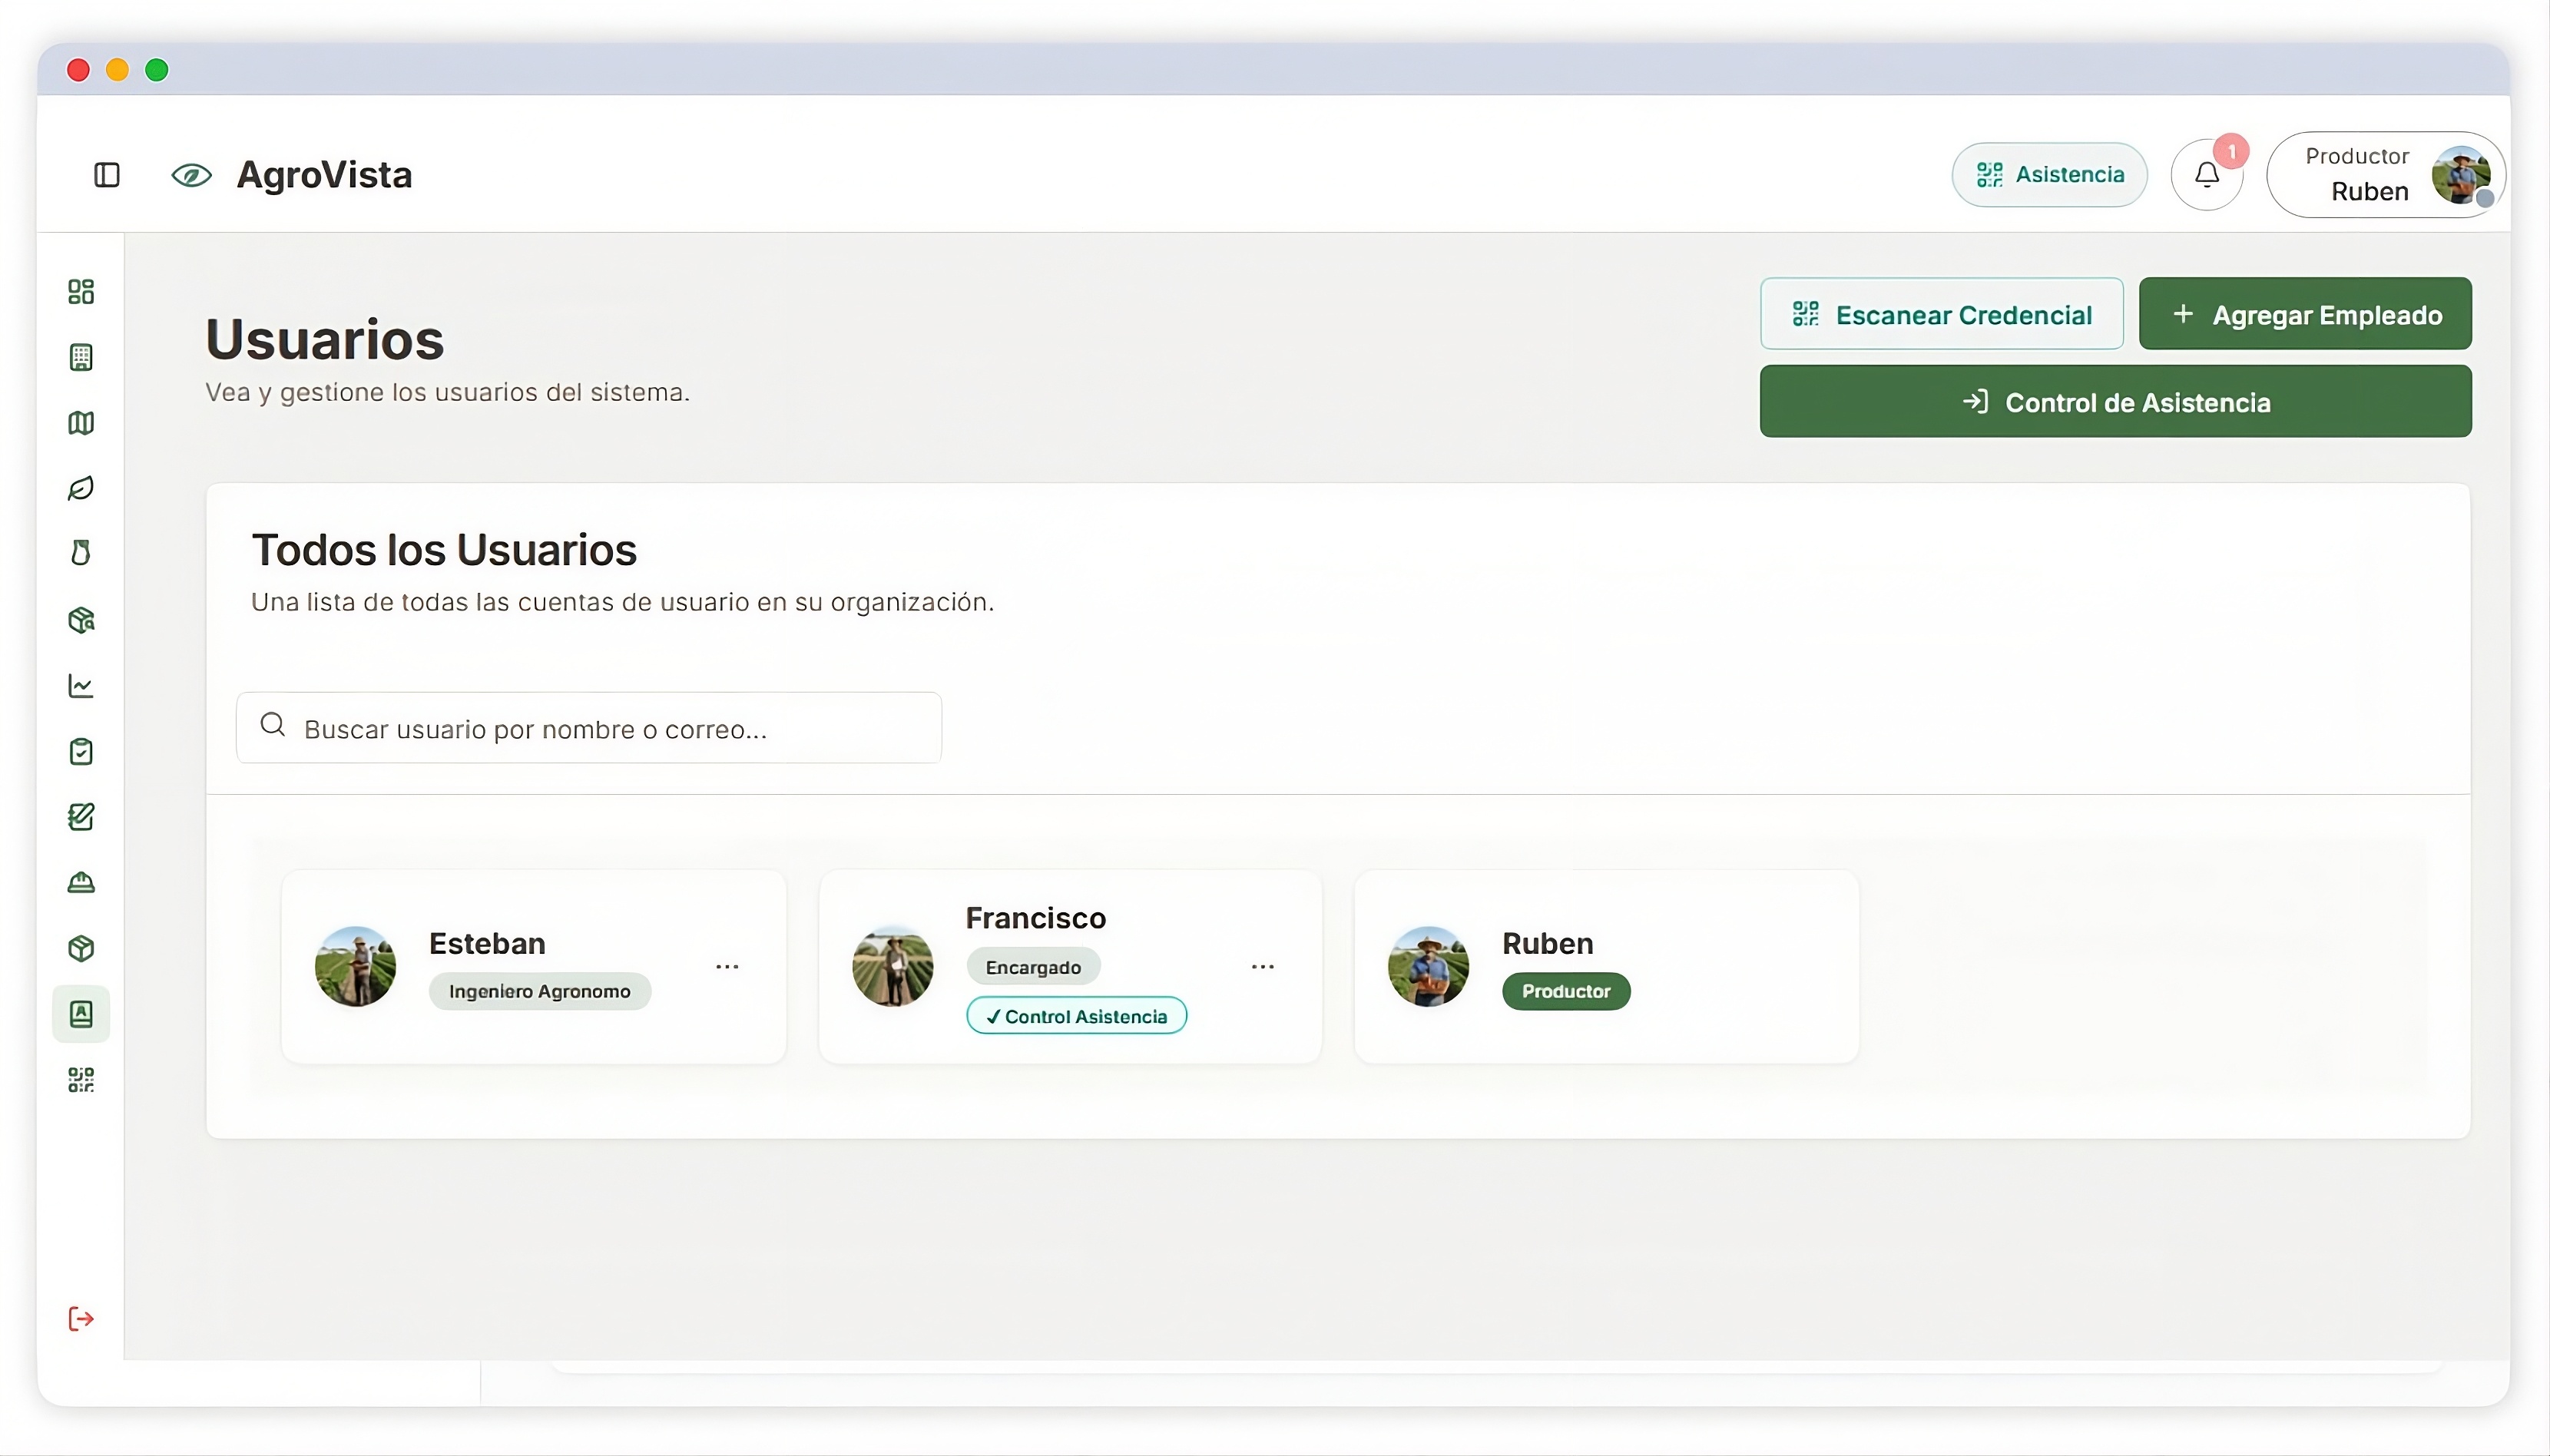 AgroVista
Asistencia
1
Productor
Ruben
Usuarios
Vea y gestione los usuarios del sistema.
Escanear Credencial
+ Agregar Empleado
Control de Asistencia
Todos los Usuarios
Una lista de todas las cuentas de usuario en su organización.
Buscar usuario por nombre o correo...
Esteban
Ingeniero Agronomo
...
Francisco
Encargado
✓ Control Asistencia
...
Ruben
Productor